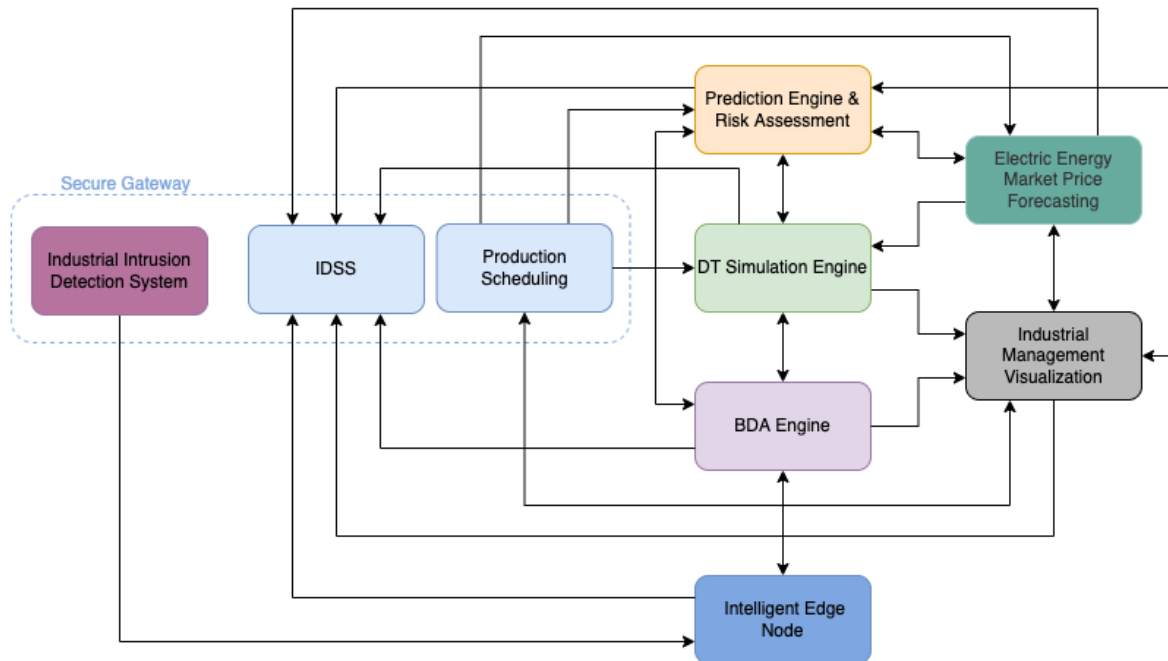 Prediction Engine &
Risk Assessment
Electric Energy
Market Price
Forecasting
Secure Gateway
Industrial Intrusion
Detection System
IDSS
Production
Scheduling
DT Simulation Engine
Industrial
Management
Visualization
BDA Engine
Intelligent Edge
Node